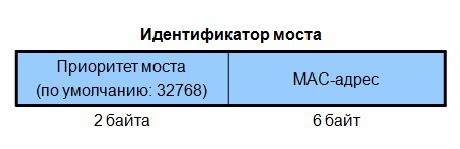 Идентификатор моста
Приоритет моста
(по умолчанию: 32768)
MAC-адрес
2 байта
6 байт